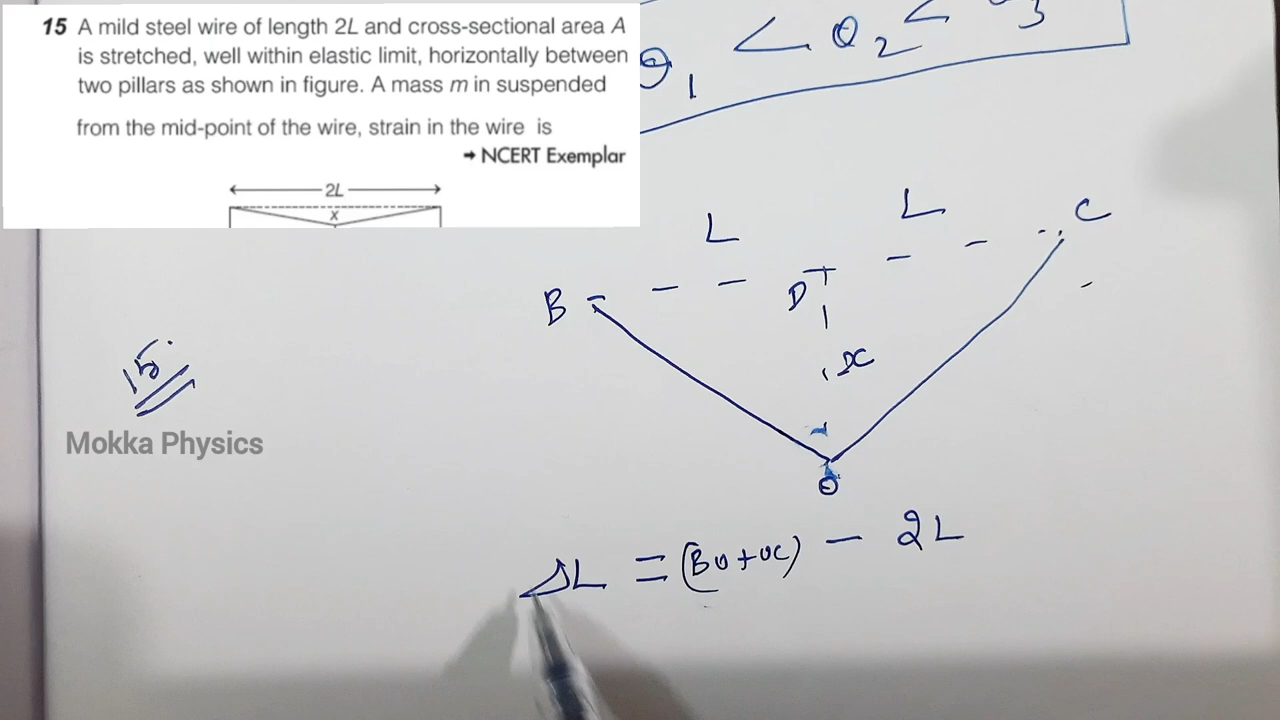 15 A mild steel wire of length 2L and cross-sectional area A
is stretched, well within elastic limit, horizontally between
two pillars as shown in figure. A mass m in suspended
from the mid-point of the wire, strain in the wire is
→ NCERT Exemplar
2L
x
θ1 < θ2 < θ3
L L C
B D
x
15.
Mokka Physics
O
ΔL = (BO+OC) - 2L